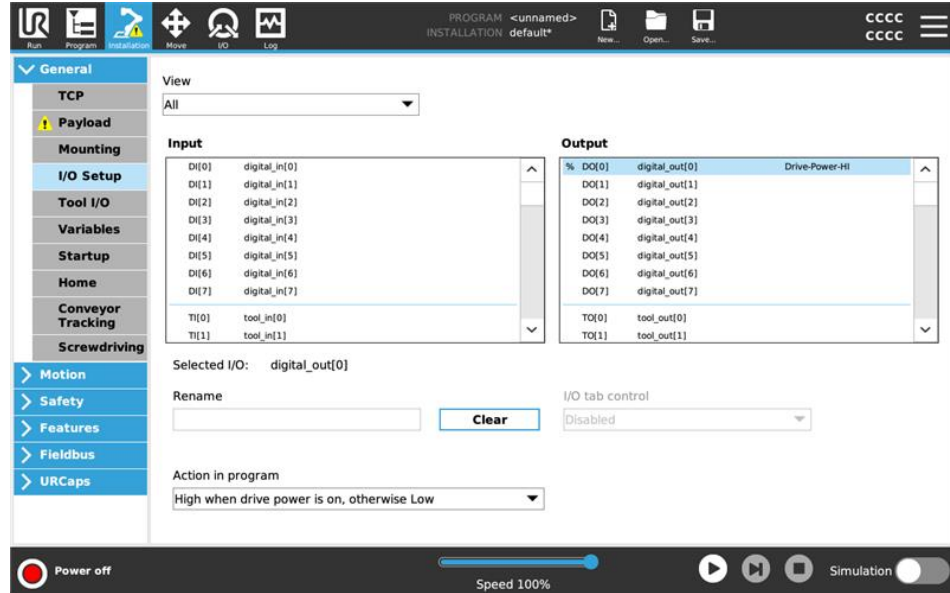 UR
PROGRAM <unnamed>
INSTALLATION default*
Run Program Installation Move I/O Log New... Open... Save...
CCCC
CCCC
General
TCP
Payload
Mounting
I/O Setup
Tool I/O
Variables
Startup
Home
Conveyor
Tracking
Screwdriving
Motion
Safety
Features
Fieldbus
URCaps
View
All
Input
DI[0] digital_in[0]
DI[1] digital_in[1]
DI[2] digital_in[2]
DI[3] digital_in[3]
DI[4] digital_in[4]
DI[5] digital_in[5]
DI[6] digital_in[6]
DI[7] digital_in[7]
TI[0] tool_in[0]
TI[1] tool_in[1]
Output
% DO[0] digital_out[0] Drive-Power-HI
DO[1] digital_out[1]
DO[2] digital_out[2]
DO[3] digital_out[3]
DO[4] digital_out[4]
DO[5] digital_out[5]
DO[6] digital_out[6]
DO[7] digital_out[7]
TO[0] tool_out[0]
TO[1] tool_out[1]
Selected I/O: digital_out[0]
Rename
Clear
I/O tab control
Disabled
Action in program
High when drive power is on, otherwise Low
Power off
Speed 100%
Simulation